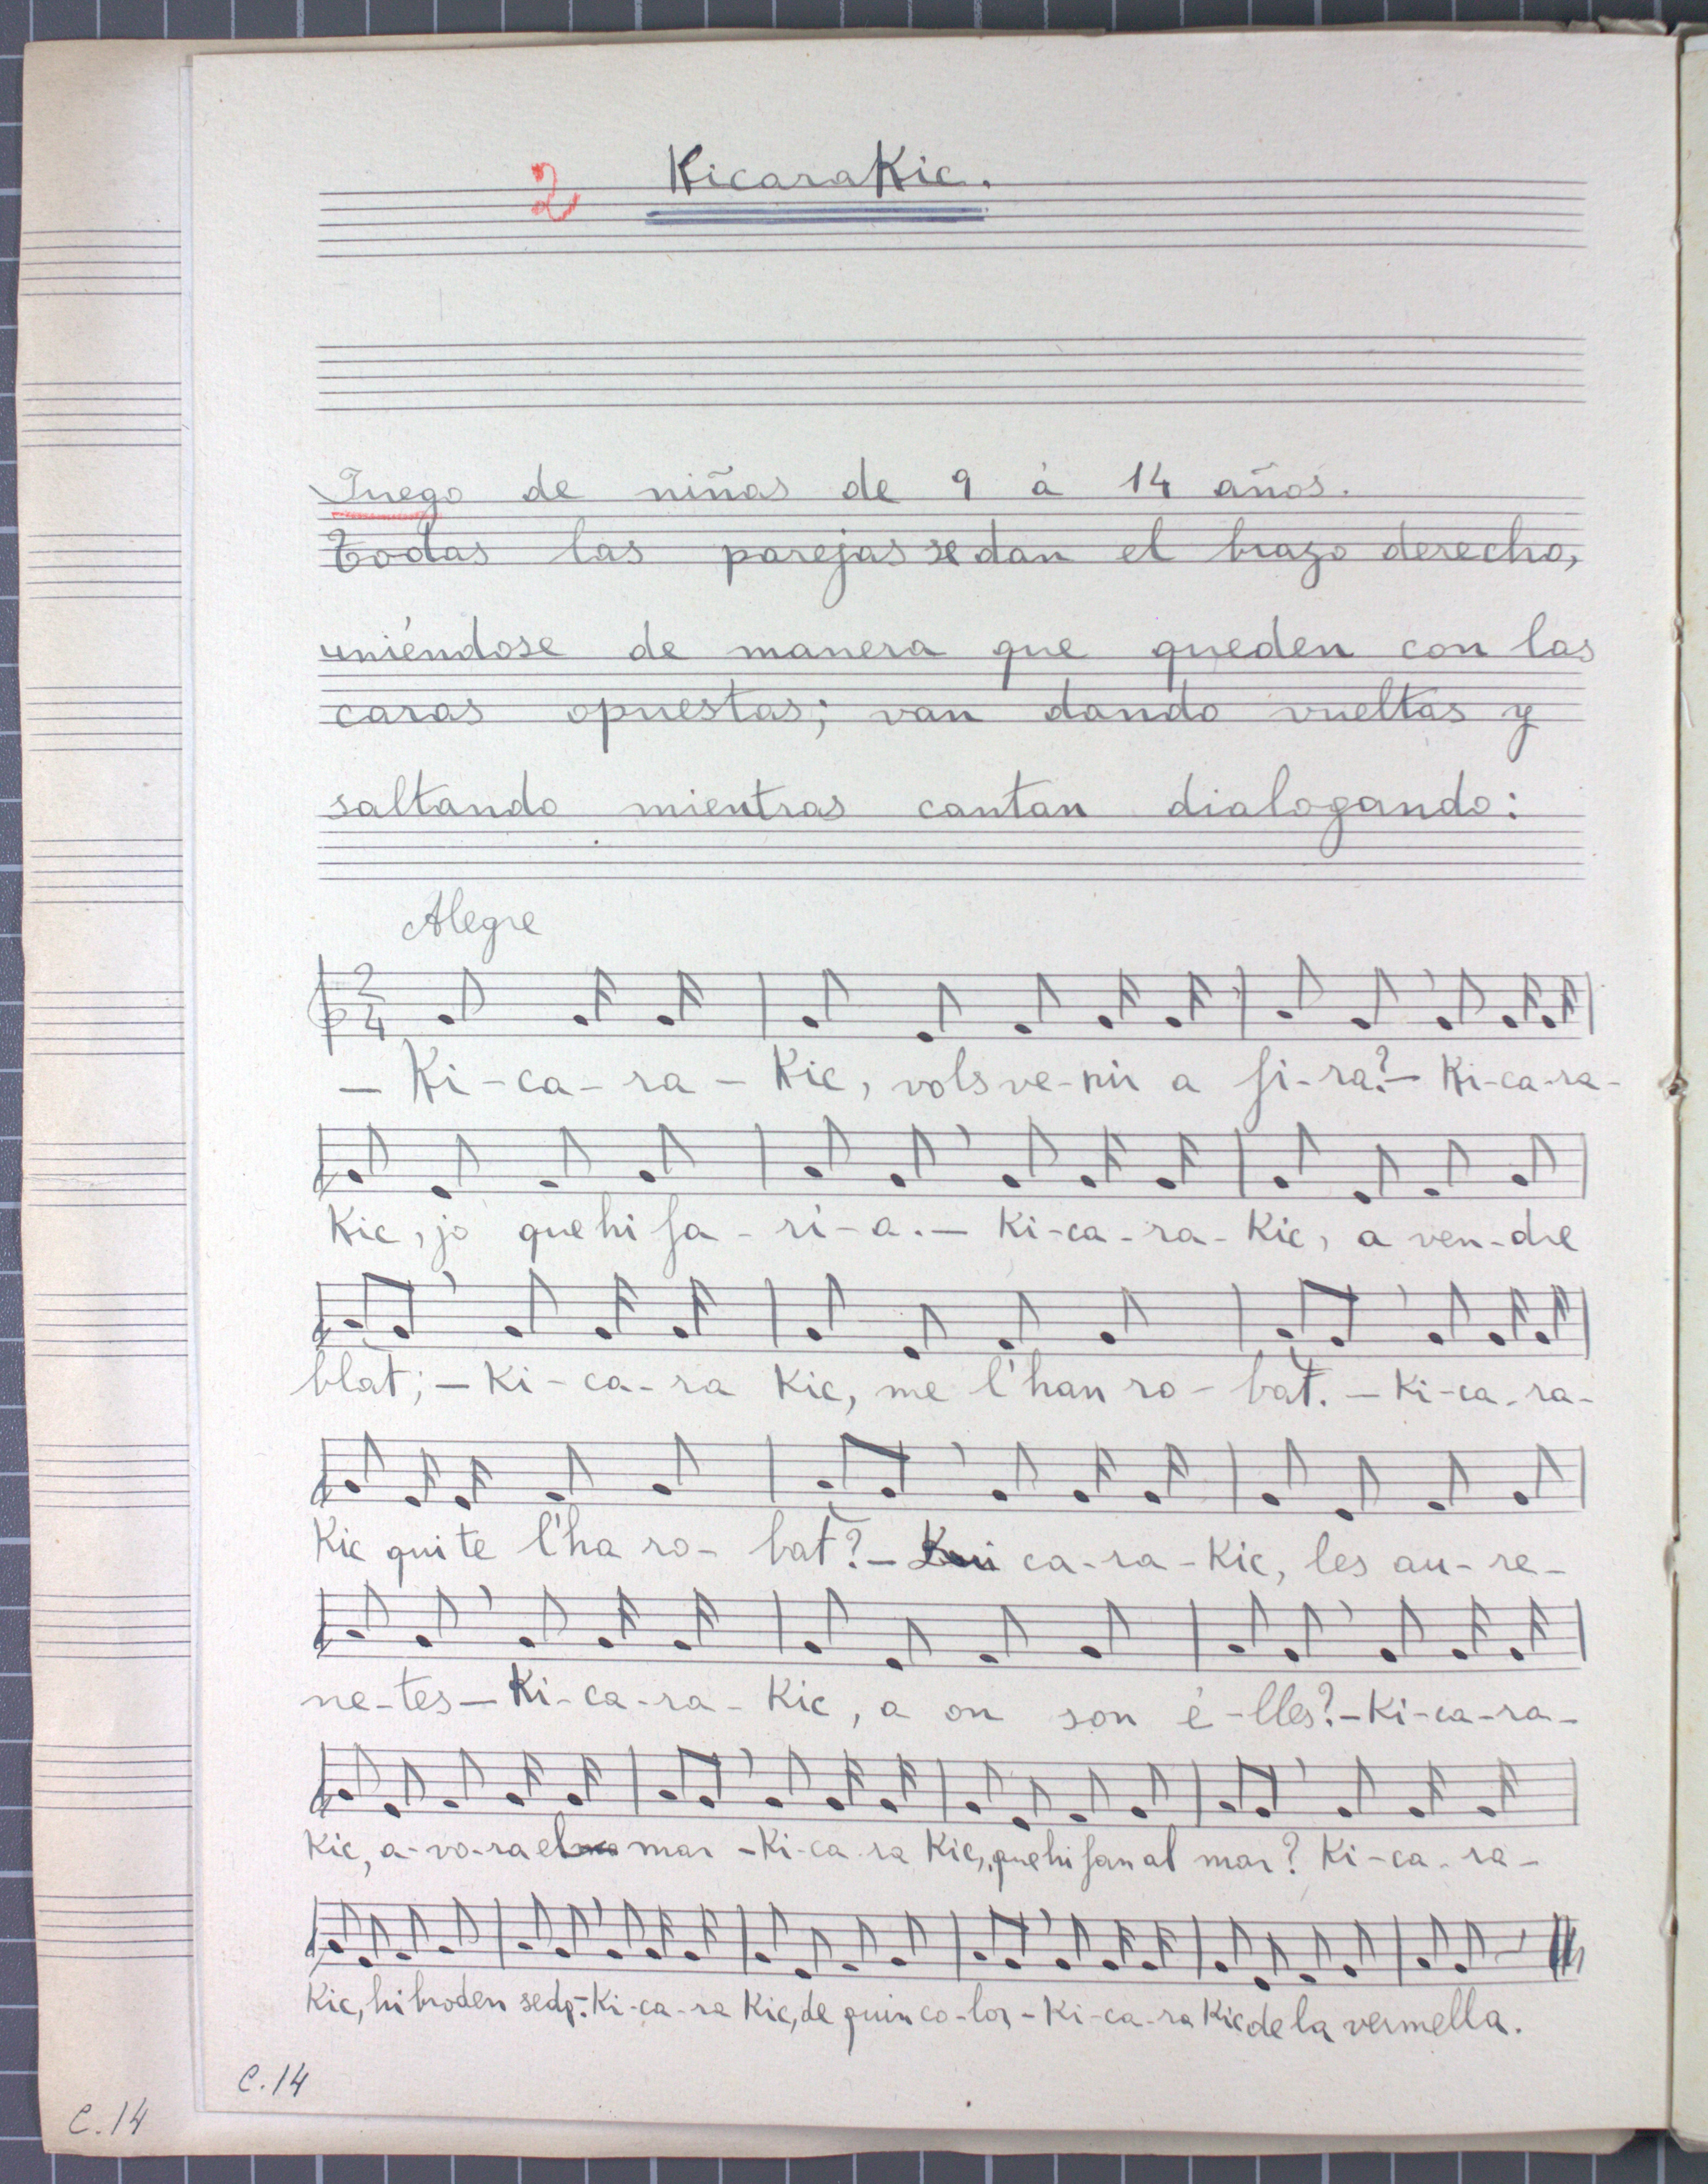 2 KicaraKic.
Juego de niñas de 9 á 14 años.
Todas las parejas se dan el brazo derecho,
uniéndose de manera que queden con las
caras opuestas; van dando vueltas y
saltando mientras cantan dialogando:
Alegre
2
4
— Ki-ca-ra-Kic, vols ve-nir a fi-ra?— Ki-ca-ra-
Kic, jo que hi fa-ri-a.— Ki-ca-ra-Kic, a ven-dre
blat; — Ki-ca-ra Kic, me l'han ro-bat. — Ki-ca-ra-
Kic qui te l'ha ro-bat? — ca-ra-Kic, les au-re-
ne-tes — Ki-ca-ra-Kic, a on son é-lles? — Ki-ca-ra-
Kic, a-vo-ra el mar - Ki-ca-ra Kic, que hi fan al mar? Ki-ca-ra-
Kic, hi broden seda.- Ki-ca-ra Kic, de quin co-lor, - Ki-ca-ra Kic de la vermella.
C.14
C.14